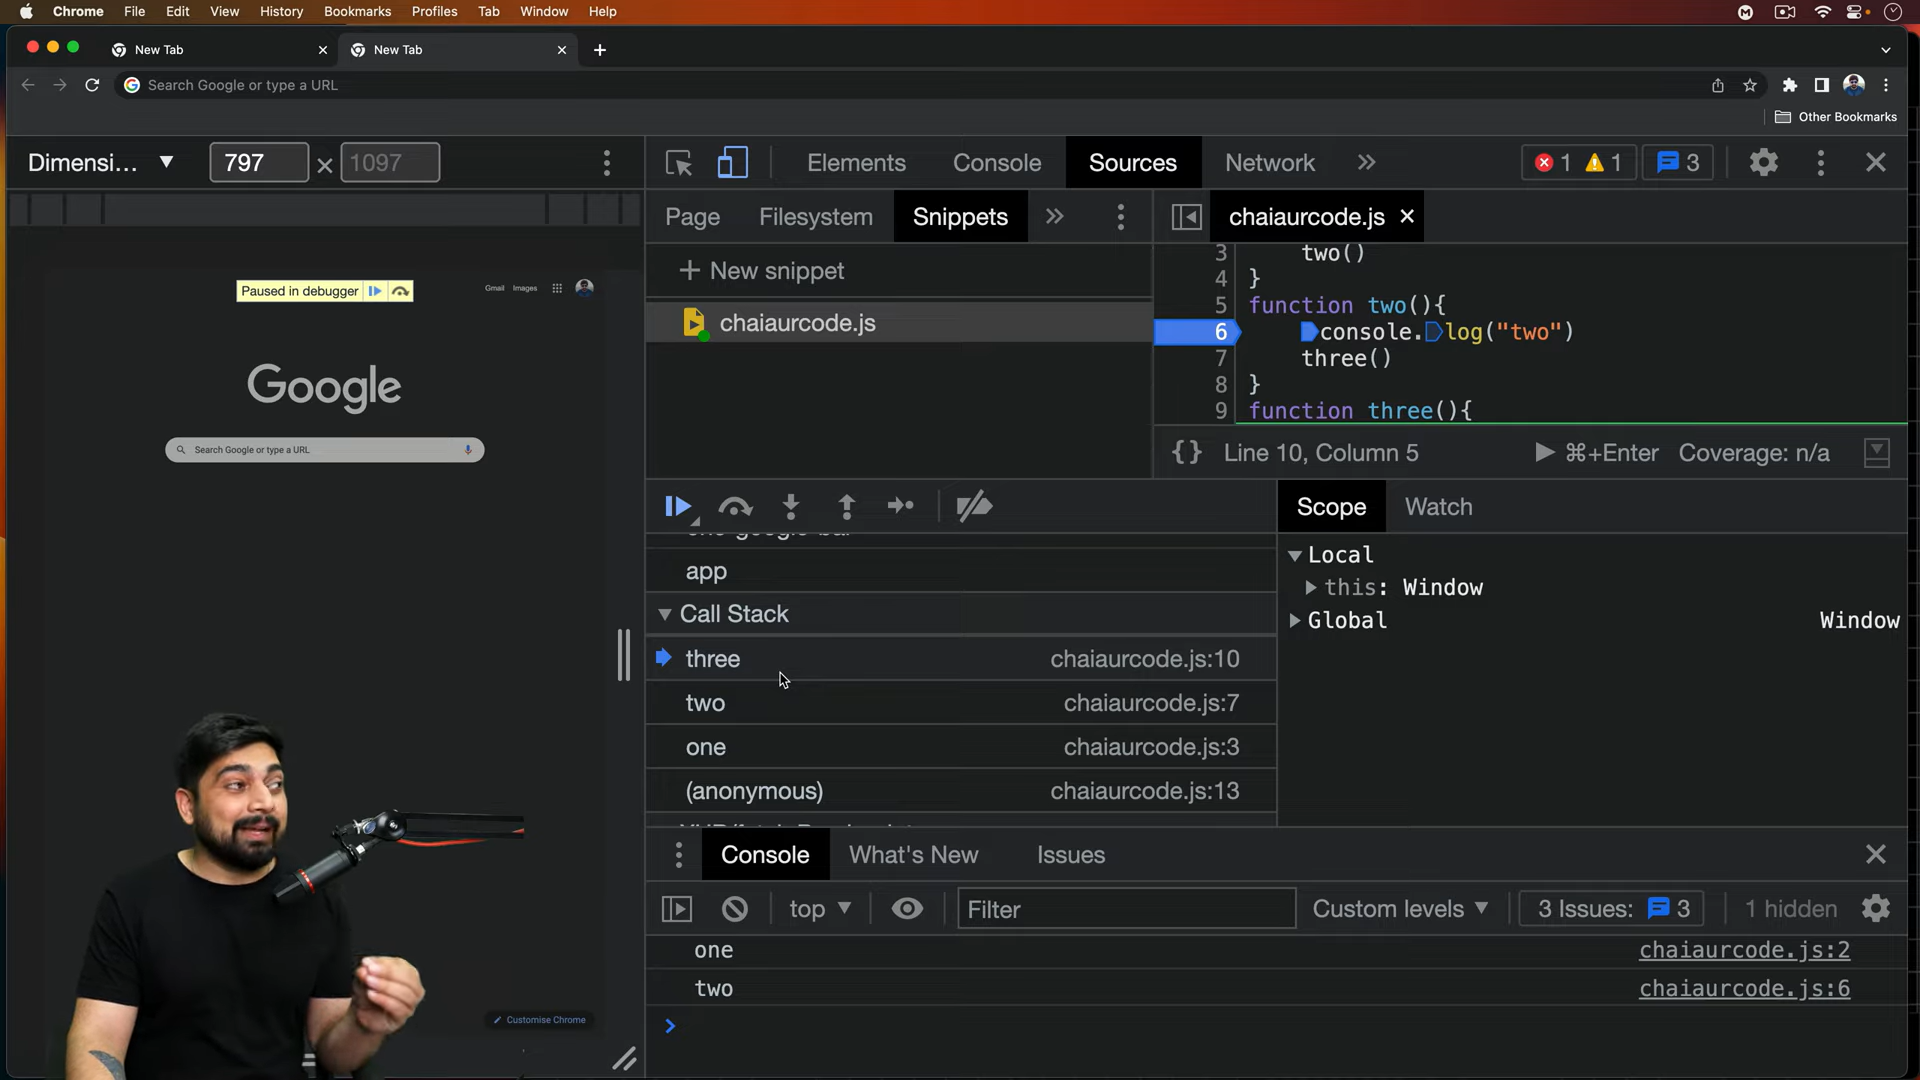 Chrome File Edit View History Bookmarks Profiles Tab Window Help
New Tab
New Tab
Search Google or type a URL
Other Bookmarks
Dimensi... 797 × 1097
Elements Console Sources Network » 1 1 3
Page Filesystem Snippets »
chaiaurcode.js ×
+ New snippet
chaiaurcode.js
3 two()
4 }
5 function two(){
6 console.log("two")
7 three()
8 }
9 function three(){
{ } Line 10, Column 5 ⌘+Enter Coverage: n/a
Paused in debugger
Gmail Images
Google
Search Google or type a URL
Customise Chrome
app
Call Stack
three chaiaurcode.js:10
two chaiaurcode.js:7
one chaiaurcode.js:3
(anonymous) chaiaurcode.js:13
Scope Watch
Local
this: Window
Global Window
Console What's New Issues
top Filter Custom levels 3 Issues: 3 1 hidden
one chaiaurcode.js:2
two chaiaurcode.js:6